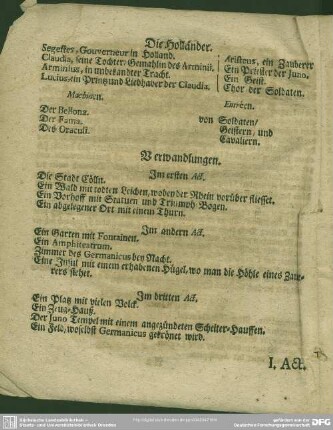 Die Holländer.
Segestes, Gouverneur in Holland.
Claudia, seine Tochter, Gemahlin des Arminii.
Arminius, in unbekandter Tracht.
Lucius, ein Printz und Liebhaber der Claudia.
Aristons, ein Zauberer
Ein Priester der Juno.
Ein Geist.
Chor der Soldaten.
Machinen.
Der Bellonæ.
Der Famæ.
Des Oraculi.
Entréen.
von Soldaten/
Geistern, und
Cavaliern.
Verwandlungen.
Im ersten Act.
Die Stadt Cölln.
Ein Wald mit todten Leichen, wobey der Rhein vorüber fliesset.
Ein Vorhoff mit Statuen und Triumph-Bogen.
Ein abgelegener Ort mit einem Thurn.
Im andern Act.
Ein Garten mit Fontainen.
Ein Amphiteatrum.
Zimmer des Germanicus bey Nacht.
Eine Insul mit einem erhabenen Hügel, wo man die Höhle eines Zau-
rers siehet.
Im dritten Act.
Ein Platz mit vielen Volck.
Ein Zeug-Hauß.
Der Juno Tempel mit einem angezündeten Scheiter-Hauffen.
Ein Feld, woselbst Germanicus gekrönet wird.
I. Act.